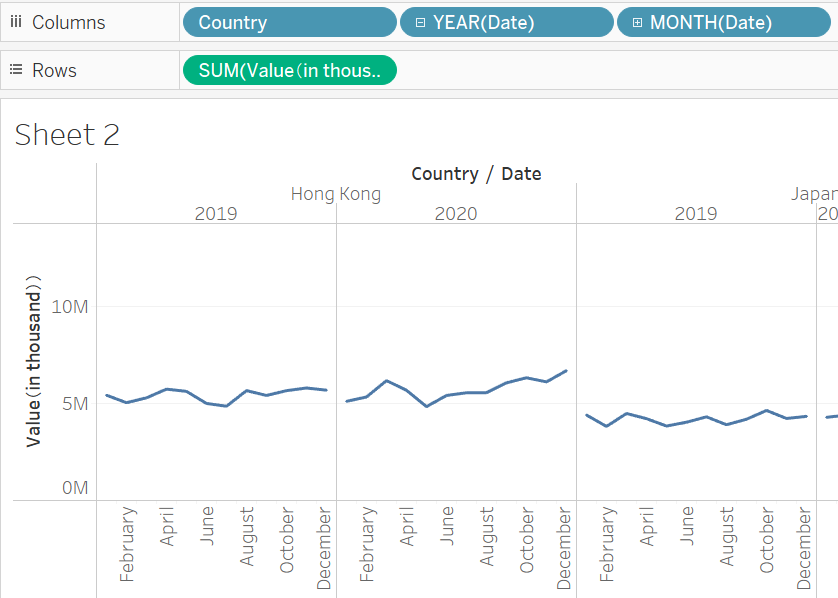 Columns Country YEAR(Date) MONTH(Date)
Rows SUM(Value(in thous..
Sheet 2
Country / Date
Hong Kong Japan
2019 2020 2019 20
Value(in thousand))
10M
5M
0M
February April June August October December February April June August October December February April June August October December